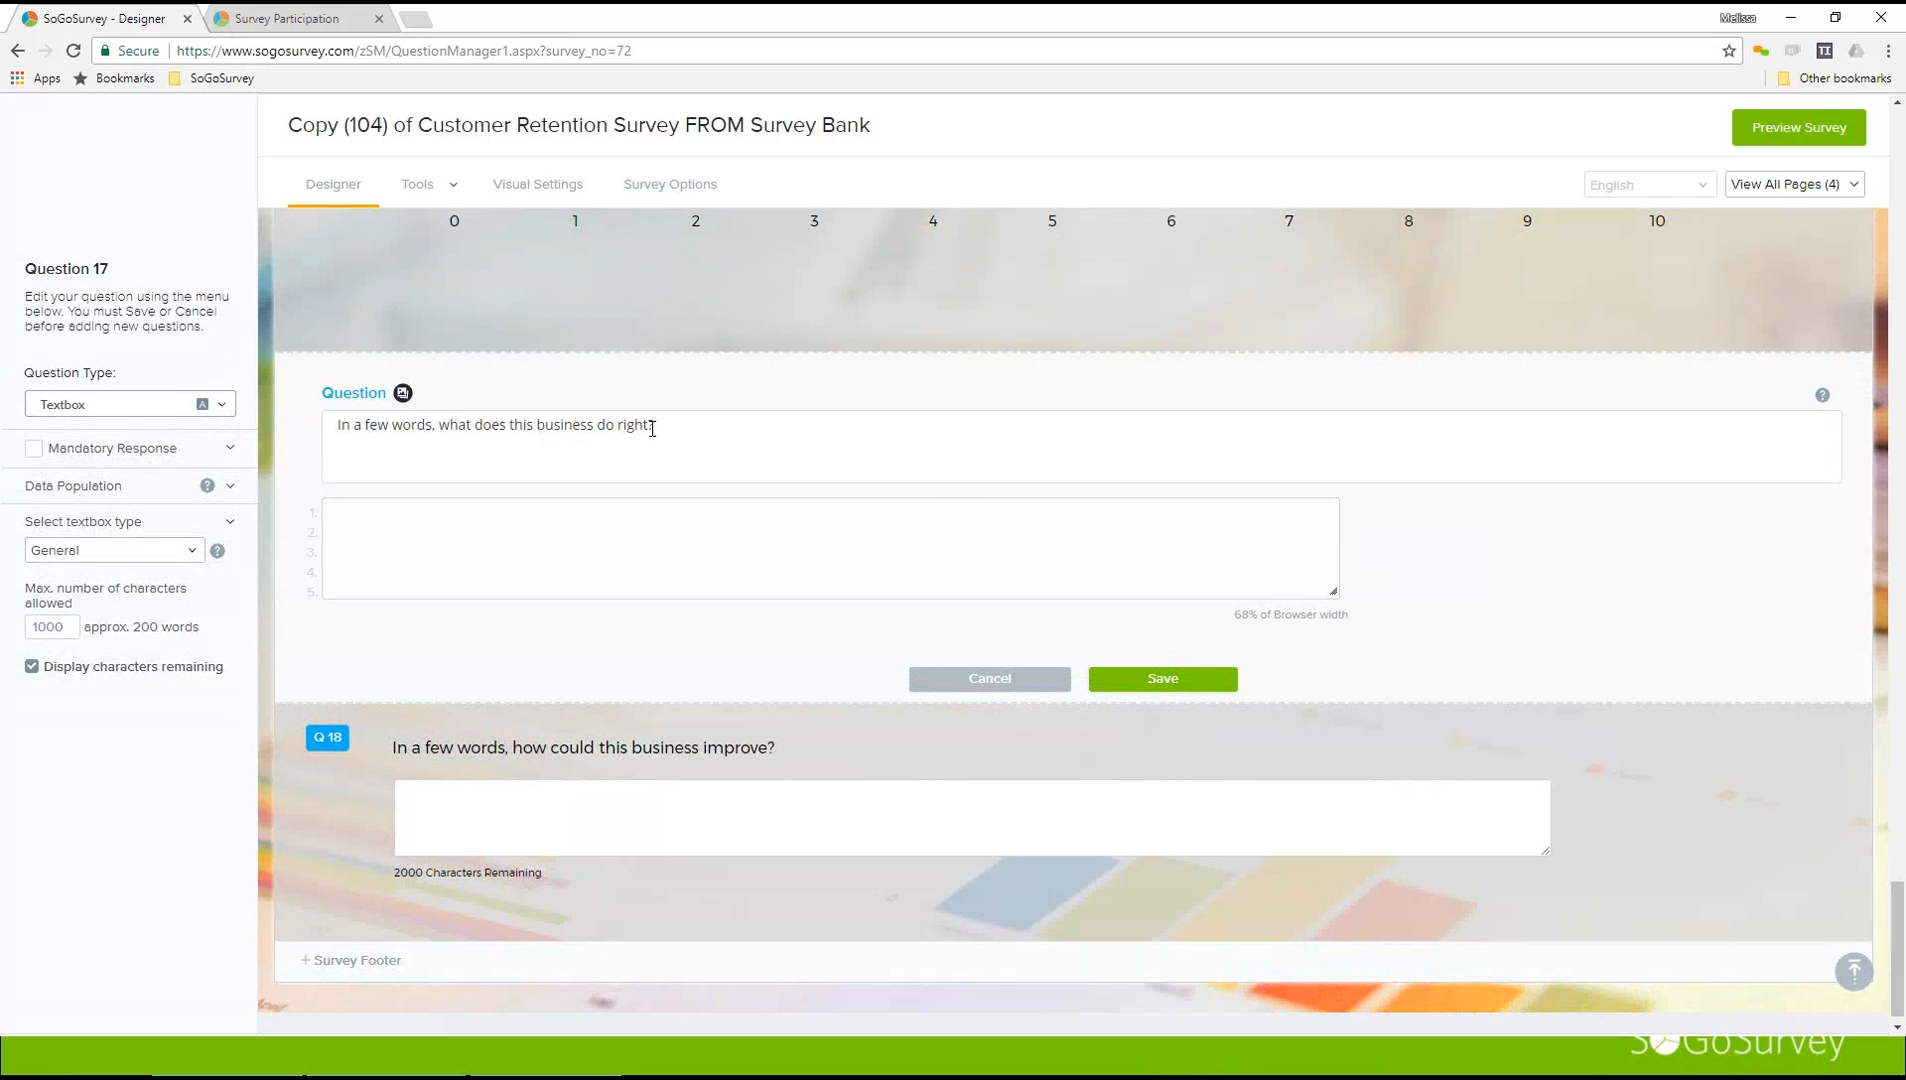 SoGoSurvey - Designer
Survey Participation
Melissa
Secure
https://www.sogosurvey.com/zSM/QuestionManager1.aspx?survey_no=72
TI
Apps
Bookmarks
SoGoSurvey
Other bookmarks
Copy (104) of Customer Retention Survey FROM Survey Bank
Preview Survey
Designer
Tools
Visual Settings
Survey Options
English
View All Pages (4)
0 1 2 3 4 5 6 7 8 9 10
Question 17
Edit your question using the menu
below. You must Save or Cancel
before adding new questions.
Question Type:
Textbox
A
Mandatory Response
Data Population
?
Select textbox type
General
?
Max. number of characters
allowed
1000 approx. 200 words
Display characters remaining
Question
?
In a few words, what does this business do right?
1.
2.
3.
4.
5.
68% of Browser width
Cancel
Save
Q 18
In a few words, how could this business improve?
2000 Characters Remaining
+ Survey Footer
SoGoSurvey